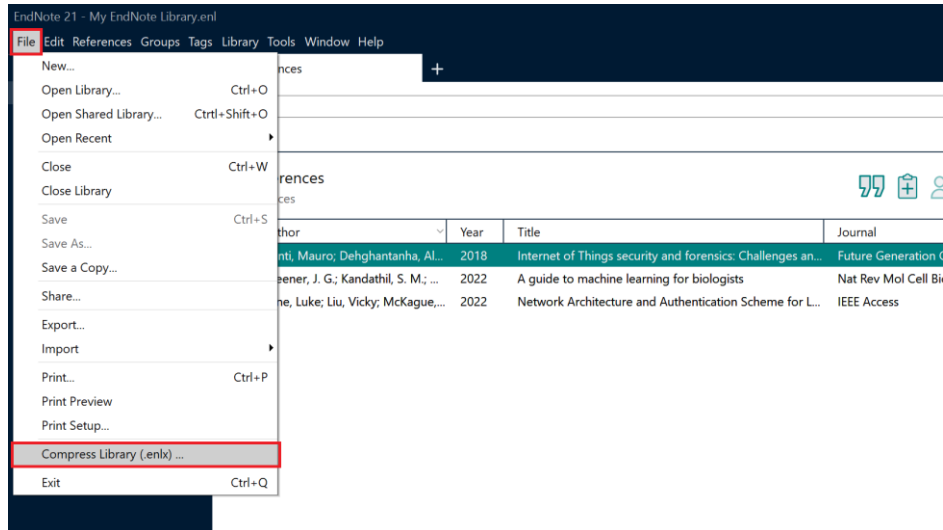 EndNote 21 - My EndNote Library.enl
File Edit References Groups Tags Library Tools Window Help
New... nces +
Open Library... Ctrl+O
Open Shared Library... Ctrtl+Shift+O
Open Recent
Close Ctrl+W rences
Close Library ces
Save Ctrl+S thor Year Title Journal
Save As... nti, Mauro; Dehghantanha, Al... 2018 Internet of Things security and forensics: Challenges an... Future Generation
Save a Copy... eener, J. G.; Kandathil, S. M.; ... 2022 A guide to machine learning for biologists Nat Rev Mol Cell Bi
Share... ne, Luke; Liu, Vicky; McKague,... 2022 Network Architecture and Authentication Scheme for L... IEEE Access
Export...
Import
Print... Ctrl+P
Print Preview
Print Setup...
Compress Library (.enlx) ...
Exit Ctrl+Q